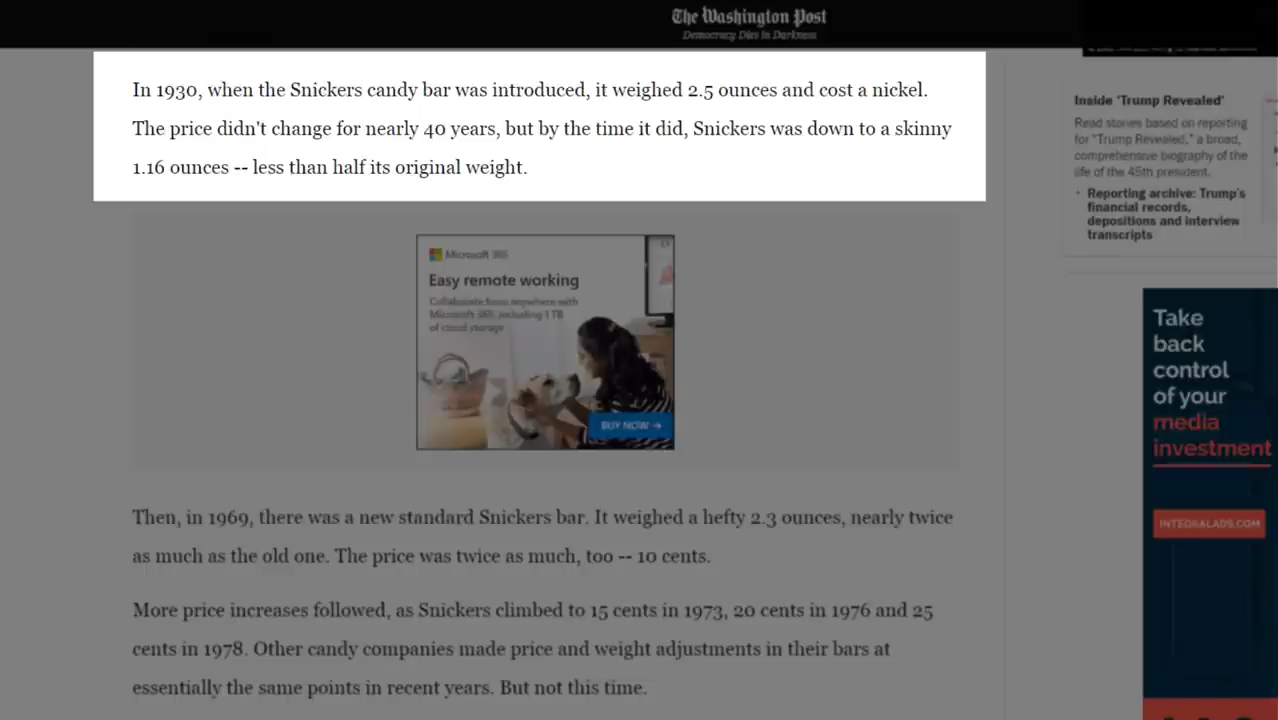 The Washington Post
Democracy Dies in Darkness
In 1930, when the Snickers candy bar was introduced, it weighed 2.5 ounces and cost a nickel.
The price didn't change for nearly 40 years, but by the time it did, Snickers was down to a skinny
1.16 ounces -- less than half its original weight.
Inside 'Trump Revealed'
Read stories based on reporting
for "Trump Revealed," a broad,
comprehensive biography of the
life of the 45th president.
• Reporting archive: Trump's
financial records,
depositions and interview
transcripts
Microsoft 365
Easy remote working
Collaborate from anywhere with
Microsoft 365, including 1 TB
of cloud storage
BUY NOW →
Take
back
control
of your
media
investment
INTEGRALADS.COM
Then, in 1969, there was a new standard Snickers bar. It weighed a hefty 2.3 ounces, nearly twice
as much as the old one. The price was twice as much, too -- 10 cents.
More price increases followed, as Snickers climbed to 15 cents in 1973, 20 cents in 1976 and 25
cents in 1978. Other candy companies made price and weight adjustments in their bars at
essentially the same points in recent years. But not this time.